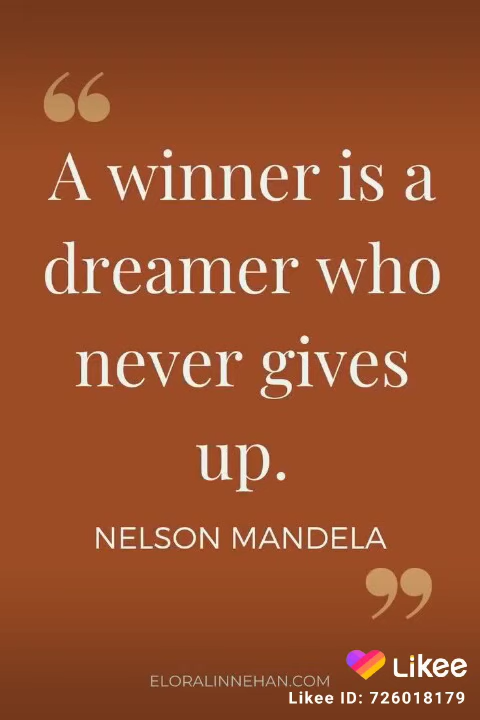 “
A winner is a
dreamer who
never gives
up.
NELSON MANDELA
”
Likee
ELORALINNEHAN.COM
Likee ID: 726018179